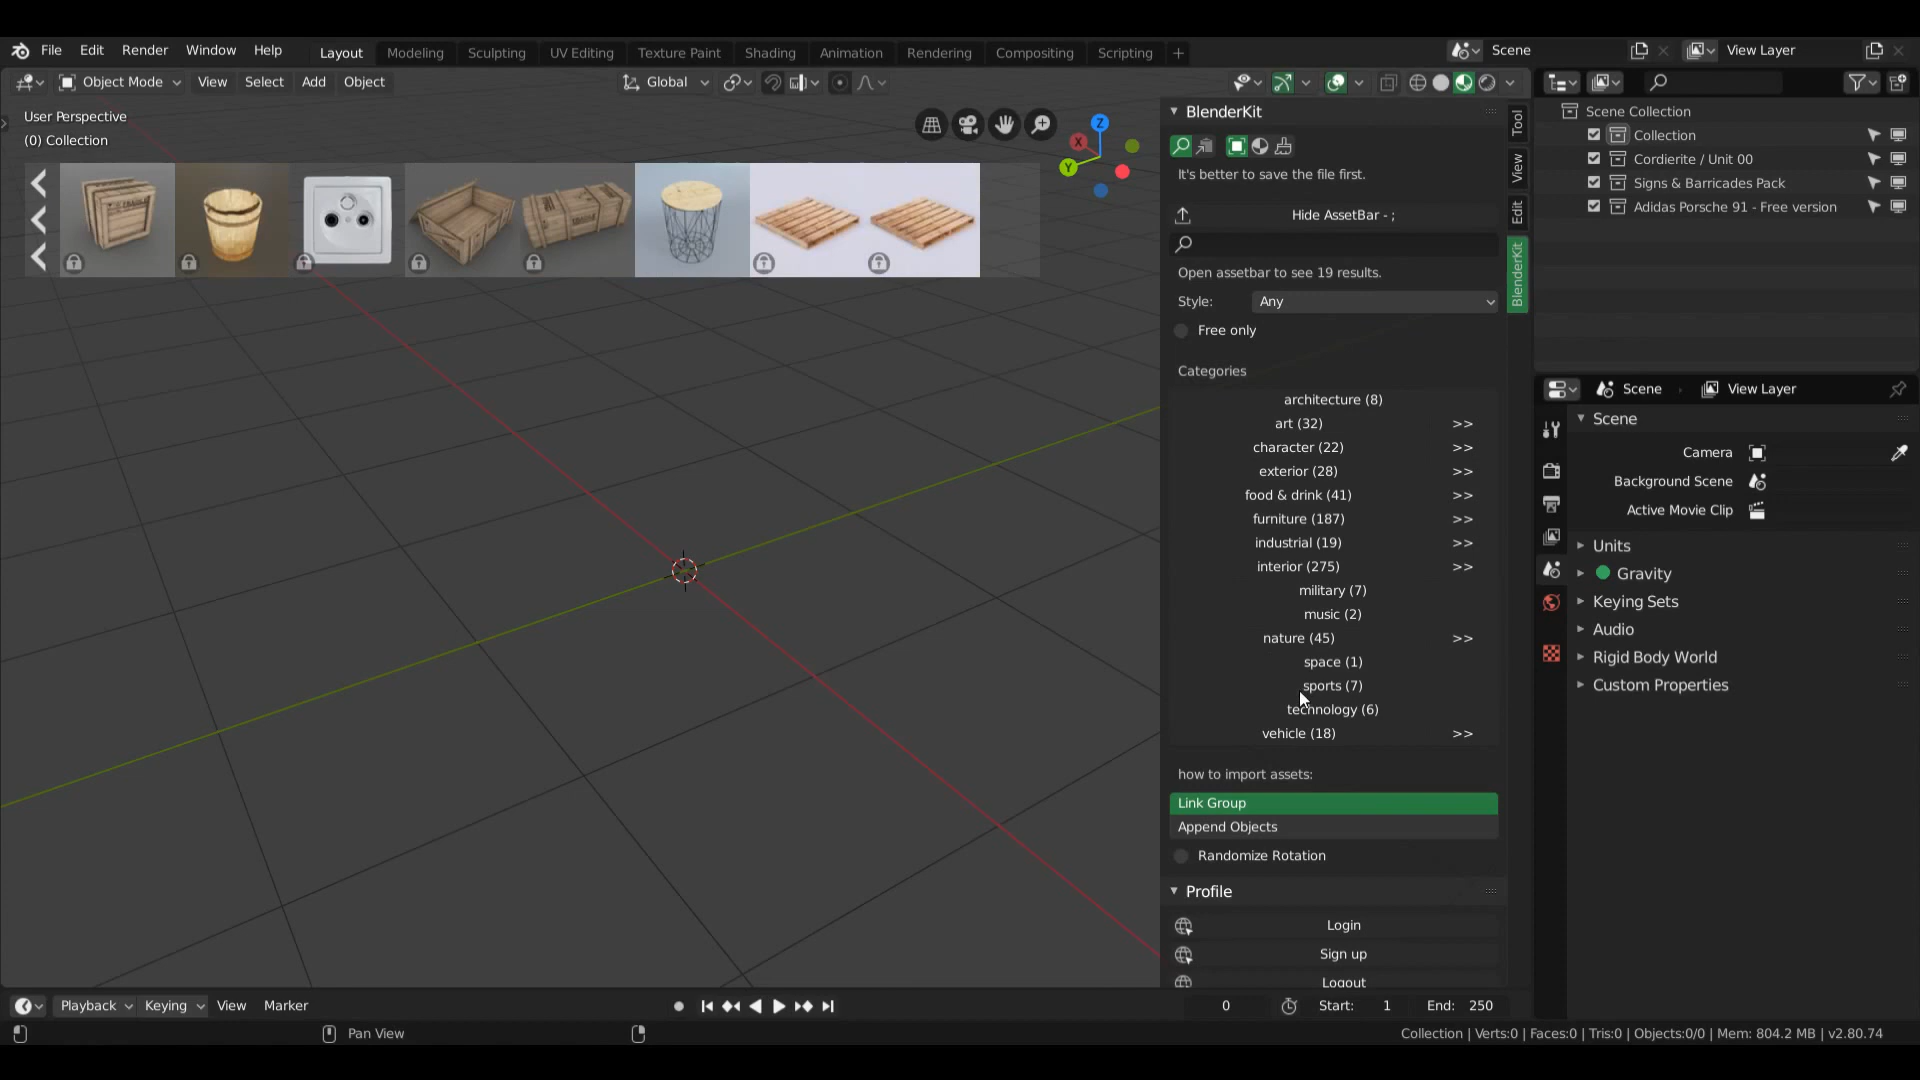 File Edit Render Window Help Layout Modeling Sculpting UV Editing Texture Paint Shading Animation Rendering Compositing Scripting + Scene View Layer
Object Mode View Select Add Object Global
User Perspective
(0) Collection
Z
X
Y
BlenderKit
It's better to save the file first.
Hide AssetBar - ;
Open assetbar to see 19 results.
Style: Any
Free only
Categories
architecture (8)
art (32) >>
character (22) >>
exterior (28) >>
food & drink (41) >>
furniture (187) >>
industrial (19) >>
interior (275) >>
military (7)
music (2)
nature (45) >>
space (1)
sports (7)
technology (6)
vehicle (18) >>
how to import assets:
Link Group
Append Objects
Randomize Rotation
Profile
Login
Sign up
Logout
Tool
View
Edit
BlenderKit
Scene Collection
Collection
Cordierite / Unit 00
Signs & Barricades Pack
Adidas Porsche 91 - Free version
Scene View Layer
Scene
Camera
Background Scene
Active Movie Clip
Units
Gravity
Keying Sets
Audio
Rigid Body World
Custom Properties
Playback Keying View Marker 0 Start: 1 End: 250
Pan View Collection | Verts:0 | Faces:0 | Tris:0 | Objects:0/0 | Mem: 804.2 MB | v2.80.74